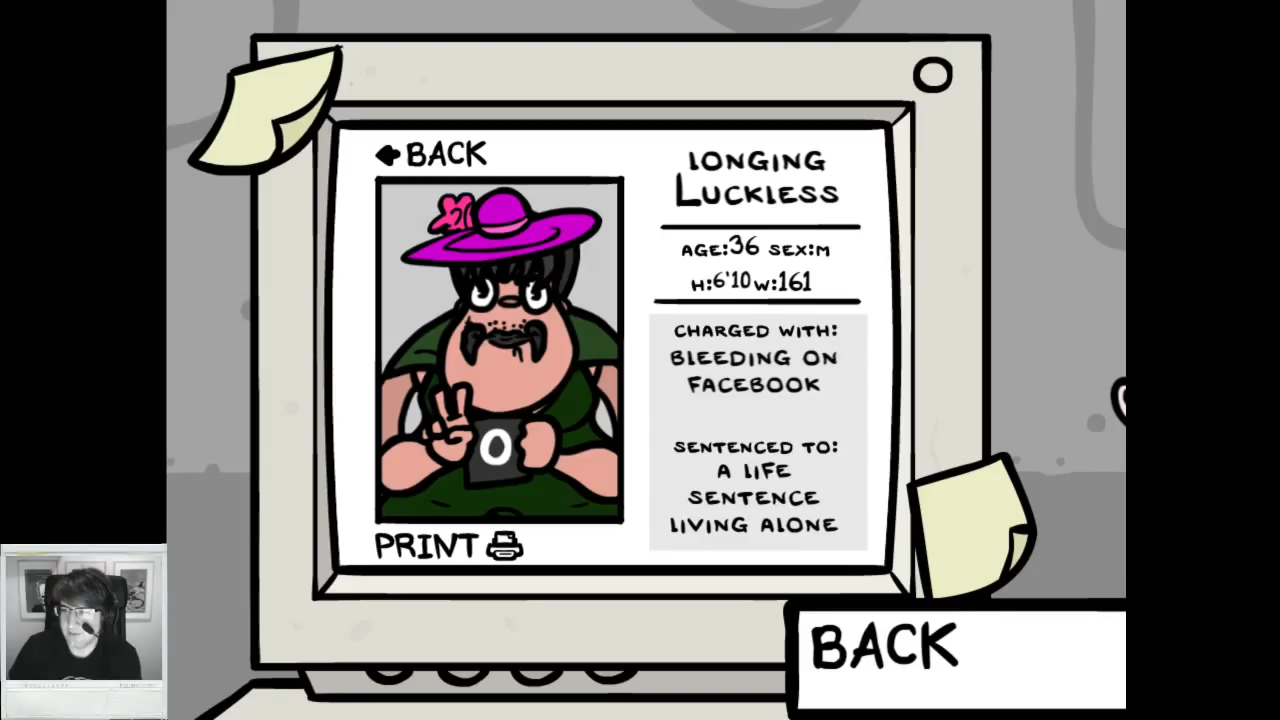 BACK
LONGING
LUCKLESS
AGE:36 SEX:M
H:6'10 W:161
CHARGED WITH:
BLEEDING ON
FACEBOOK
SENTENCED TO:
A LIFE
SENTENCE
LIVING ALONE
0
PRINT
BACK